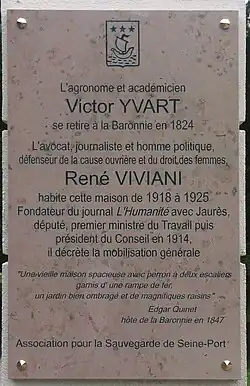 L'agronome et académicien
Victor YVART
se retire à la Baronnie en 1824
L'avocat, journaliste et homme politique,
défenseur de la cause ouvrière et du droit des femmes,
René VIVIANI
habite cette maison de 1918 à 1925
Fondateur du journal L'Humanité avec Jaurès,
député, premier ministre du Travail puis
président du Conseil en 1914,
il décrète la mobilisation générale
"Une vieille maison spacieuse avec perron à deux escaliers
garnis d' une rampe de fer,
un jardin bien ombragé et de magnifiques raisins"
Edgar Quinet
hôte de la Baronnie en 1847
Association pour la Sauvegarde de Seine-Port